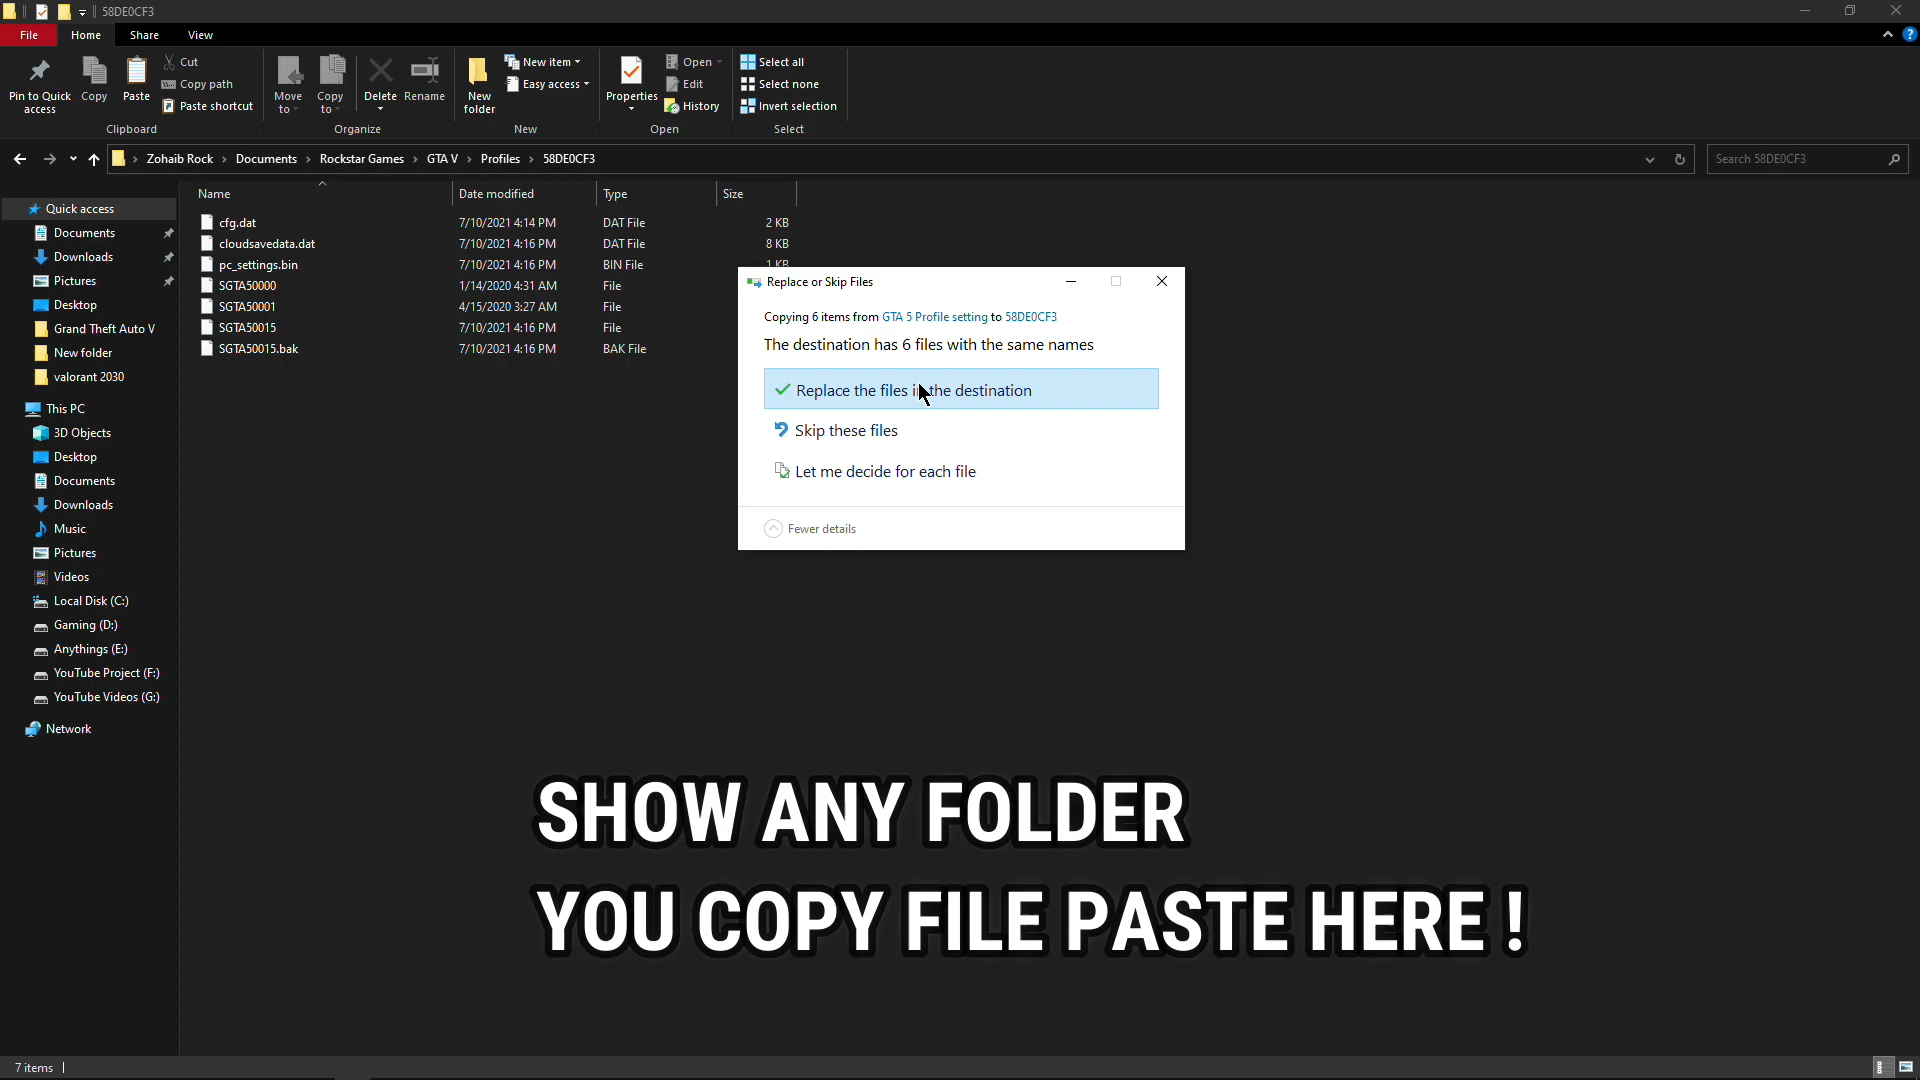 58DE0CF3
File Home Share View
Pin to Quick access
Copy
Paste
Cut
Copy path
Paste shortcut
Clipboard
Move to
Copy to
Delete
Rename
Organize
New folder
New item
Easy access
New
Properties
Open
Edit
History
Open
Select all
Select none
Invert selection
Select
Zohaib Rock › Documents › Rockstar Games › GTA V › Profiles › 58DE0CF3
Search 58DE0CF3
Name Date modified Type Size
cfg.dat 7/10/2021 4:14 PM DAT File 2 KB
cloudsavedata.dat 7/10/2021 4:16 PM DAT File 8 KB
pc_settings.bin 7/10/2021 4:16 PM BIN File 1 KB
SGTA50000 1/14/2020 4:31 AM File
SGTA50001 4/15/2020 3:27 AM File
SGTA50015 7/10/2021 4:16 PM File
SGTA50015.bak 7/10/2021 4:16 PM BAK File
Quick access
Documents
Downloads
Pictures
Desktop
Grand Theft Auto V
New folder
valorant 2030
This PC
3D Objects
Desktop
Documents
Downloads
Music
Pictures
Videos
Local Disk (C:)
Gaming (D:)
Anythings (E:)
YouTube Project (F:)
YouTube Videos (G:)
Network
Replace or Skip Files
Copying 6 items from GTA 5 Profile setting to 58DE0CF3
The destination has 6 files with the same names
Replace the files in the destination
Skip these files
Let me decide for each file
Fewer details
SHOW ANY FOLDER
YOU COPY FILE PASTE HERE !
7 items